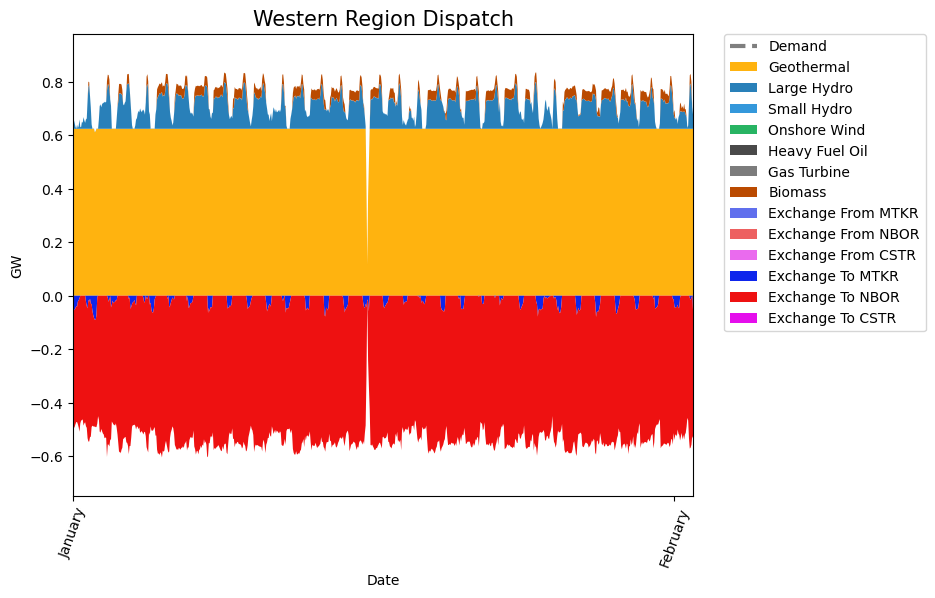 Western Region Dispatch
GW
0.8
0.6
0.4
0.2
0.0
−0.2
−0.4
−0.6
January
February
Date
Demand
Geothermal
Large Hydro
Small Hydro
Onshore Wind
Heavy Fuel Oil
Gas Turbine
Biomass
Exchange From MTKR
Exchange From NBOR
Exchange From CSTR
Exchange To MTKR
Exchange To NBOR
Exchange To CSTR